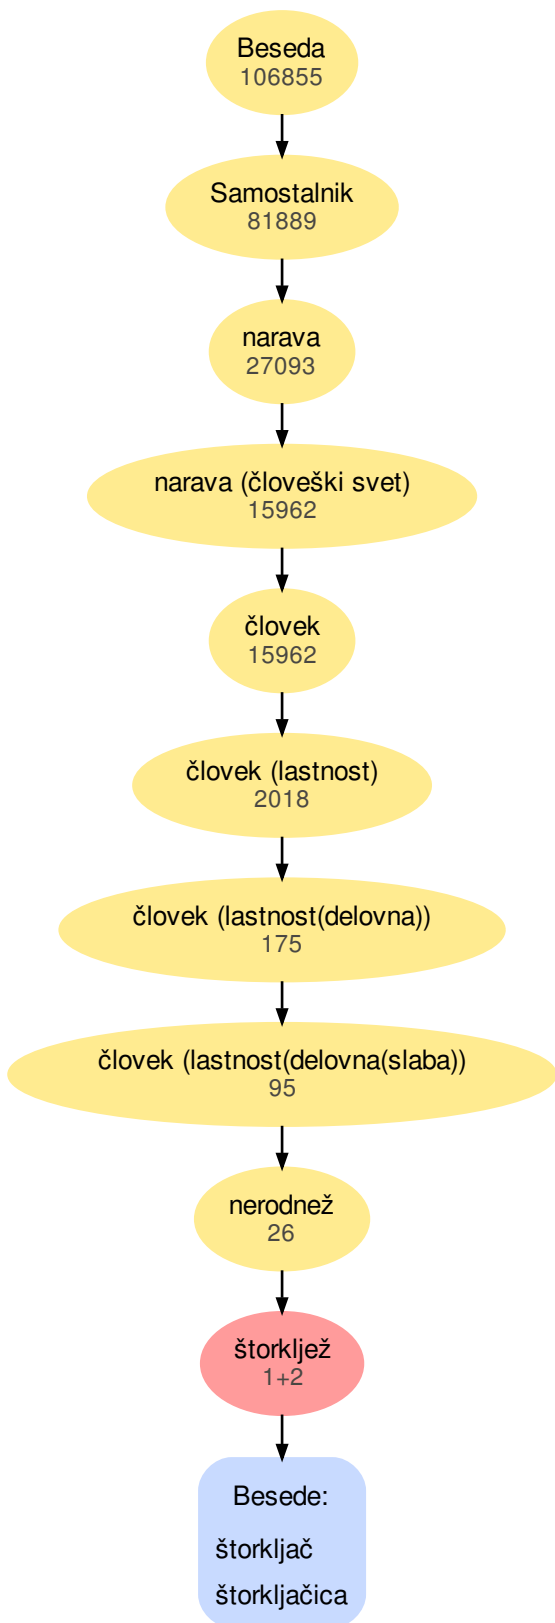 Beseda
106855
Samostalnik
81889
narava
27093
narava (človeški svet)
15962
človek
15962
človek (lastnost)
2018
človek (lastnost(delovna))
175
človek (lastnost(delovna(slaba))
95
nerodnež
26
štorkljež
1+2
Besede:
štorkljač
štorkljačica